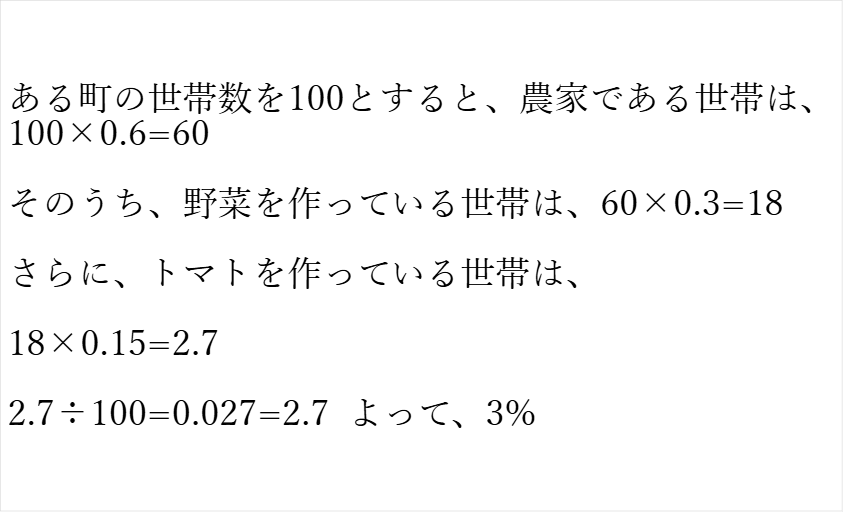 ある町の世帯数を100とすると、農家である世帯は、
100×0.6=60
そのうち、野菜を作っている世帯は、60×0.3=18
さらに、トマトを作っている世帯は、
18×0.15=2.7
2.7÷100=0.027=2.7 よって、3%